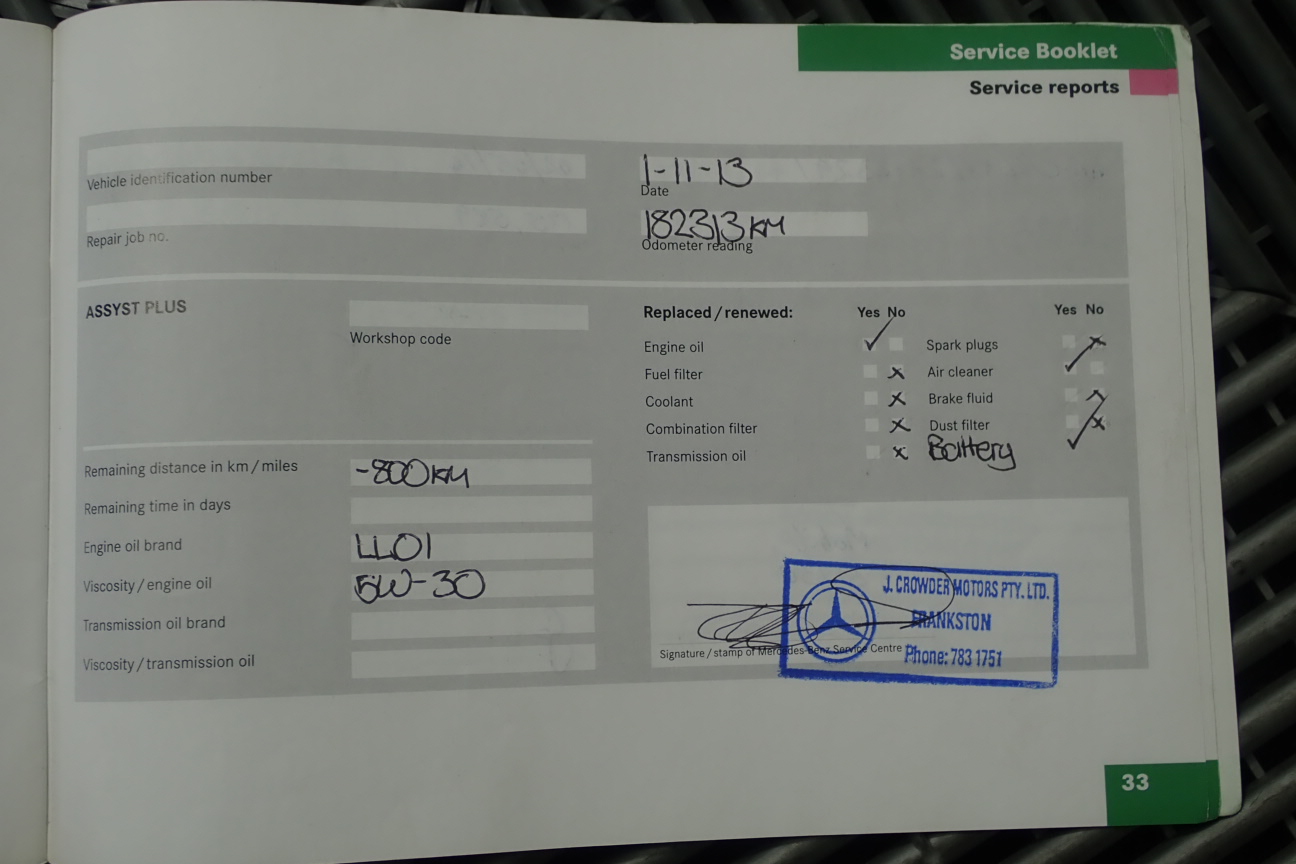 Service Booklet
Service reports
Vehicle identification number
Repair job no.
1-11-13
Date
182313 KM
Odometer reading
ASSYST PLUS
Workshop code
Remaining distance in km/miles
-800KM
Remaining time in days
Engine oil brand
LLO1
Viscosity/engine oil
5W-30
Transmission oil brand
Viscosity/transmission oil
Replaced/renewed: Yes No
Engine oil
Fuel filter
Coolant
Combination filter
Transmission oil
Yes No
Spark plugs
Air cleaner
Brake fluid
Dust filter
Battery
J. CROWDER MOTORS PTY. LTD.
FRANKSTON
Phone: 783 1751
Signature/stamp of Mercedes-Benz Service Centre
33